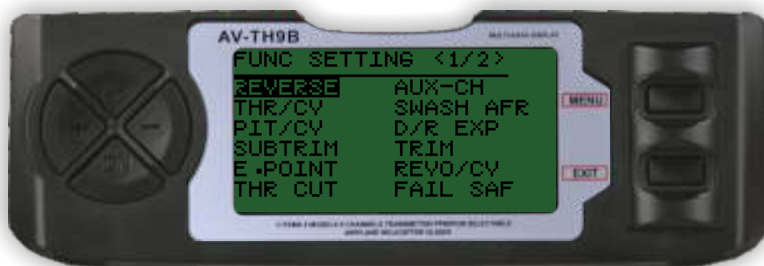 AV-TH9B
FUNC SETTING <1/2>
REVERSE AUX-CH
THR/CV SWASH AFR
PIT/CV D/R EXP
SUBTRIM TRIM
E.POINT REVO/CV
THR CUT FAIL SAF
MENU
EXIT